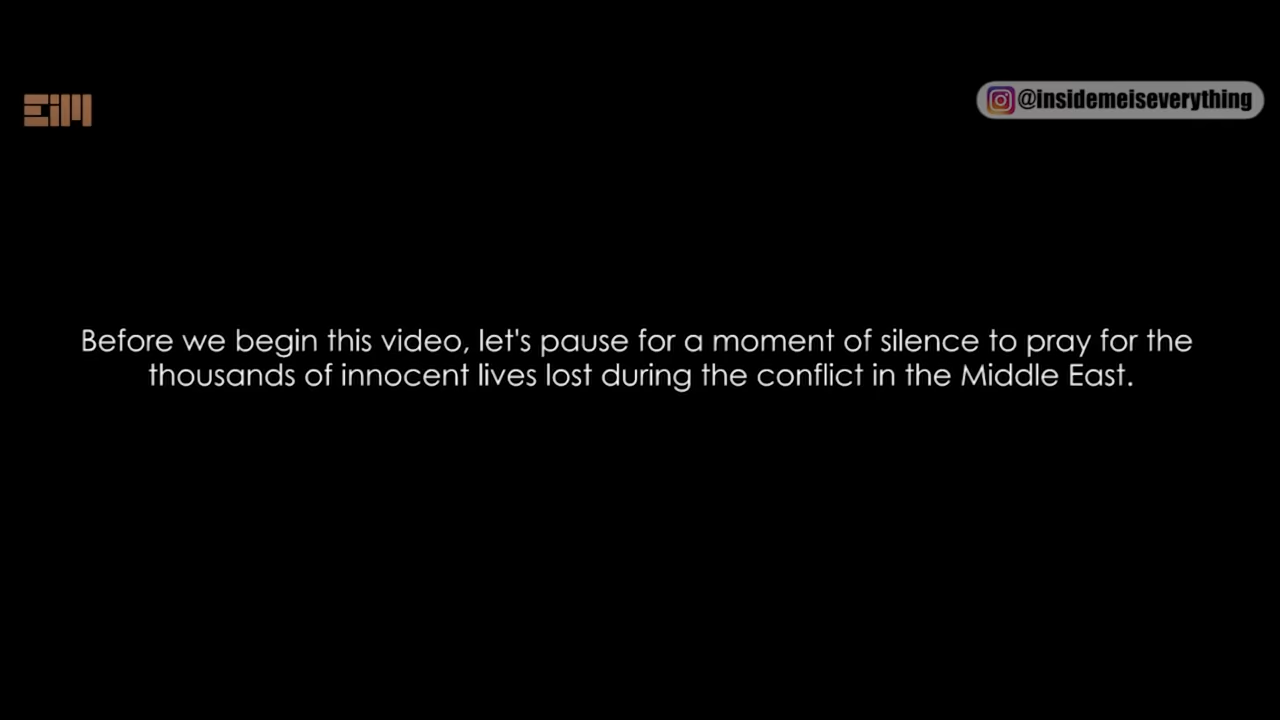 EiM
@insidemeiseverything
Before we begin this video, let's pause for a moment of silence to pray for the
thousands of innocent lives lost during the conflict in the Middle East.